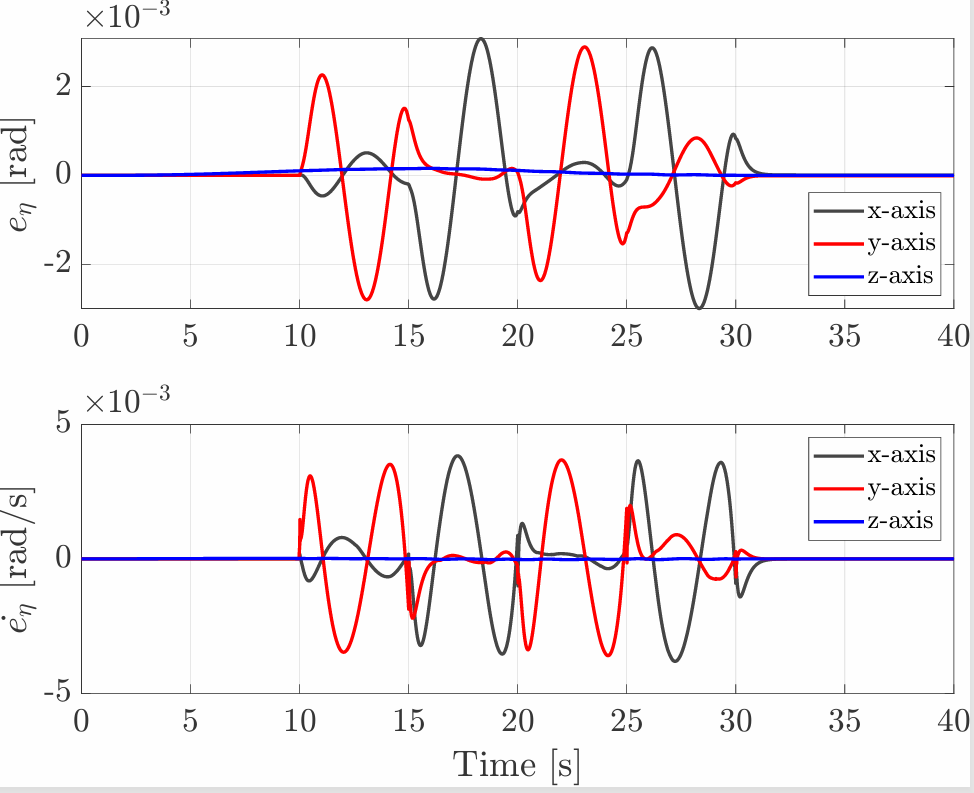 ×10⁻³
2
0
-2
e_η [rad]
x-axis
y-axis
z-axis
0 5 10 15 20 25 30 35 40
×10⁻³
5
0
-5
ė_η [rad/s]
x-axis
y-axis
z-axis
0 5 10 15 20 25 30 35 40
Time [s]